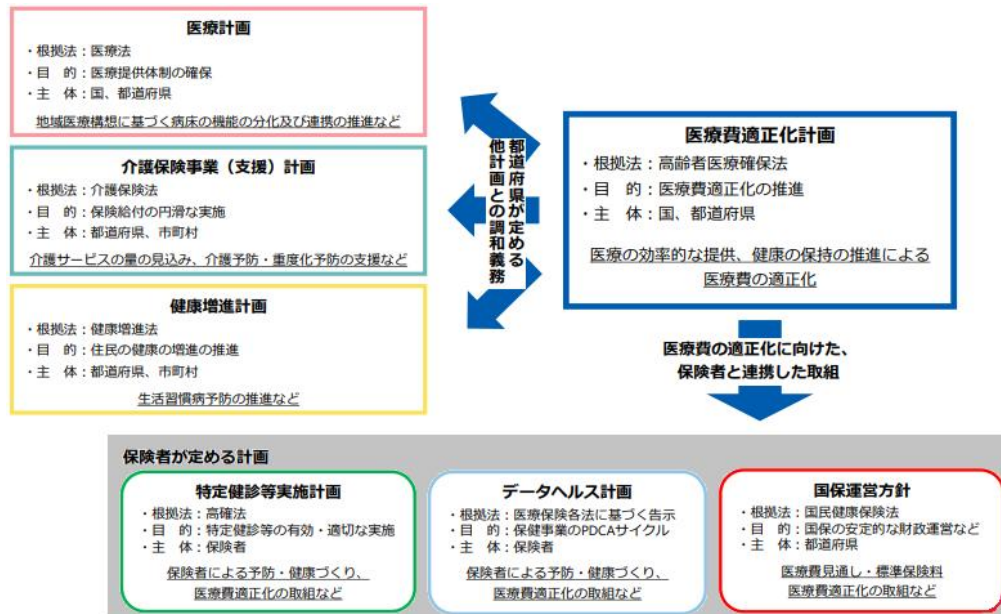 医療計画
・根拠法：医療法
・目　的：医療提供体制の確保
・主　体：国、都道府県
地域医療構想に基づく病床の機能の分化及び連携の推進など
介護保険事業（支援）計画
・根拠法：介護保険法
・目　的：保険給付の円滑な実施
・主　体：都道府県、市町村
介護サービスの量の見込み、介護予防・重度化予防の支援など
健康増進計画
・根拠法：健康増進法
・目　的：住民の健康の増進の推進
・主　体：都道府県、市町村
生活習慣病予防の推進など
都道府県が定める
他計画との調和義務
医療費適正化計画
・根拠法：高齢者医療確保法
・目　的：医療費適正化の推進
・主　体：国、都道府県
医療の効率的な提供、健康の保持の推進による
医療費の適正化
医療費の適正化に向けた、
保険者と連携した取組
保険者が定める計画
特定健診等実施計画
・根拠法：高確法
・目　的：特定健診等の有効・適切な実施
・主　体：保険者
保険者による予防・健康づくり、
医療費適正化の取組など
データヘルス計画
・根拠法：医療保険各法に基づく告示
・目　的：保健事業のPDCAサイクル
・主　体：保険者
保険者による予防・健康づくり、
医療費適正化の取組など
国保運営方針
・根拠法：国民健康保険法
・目　的：国保の安定的な財政運営など
・主　体：都道府県
医療費見通し・標準保険料
医療費適正化の取組など